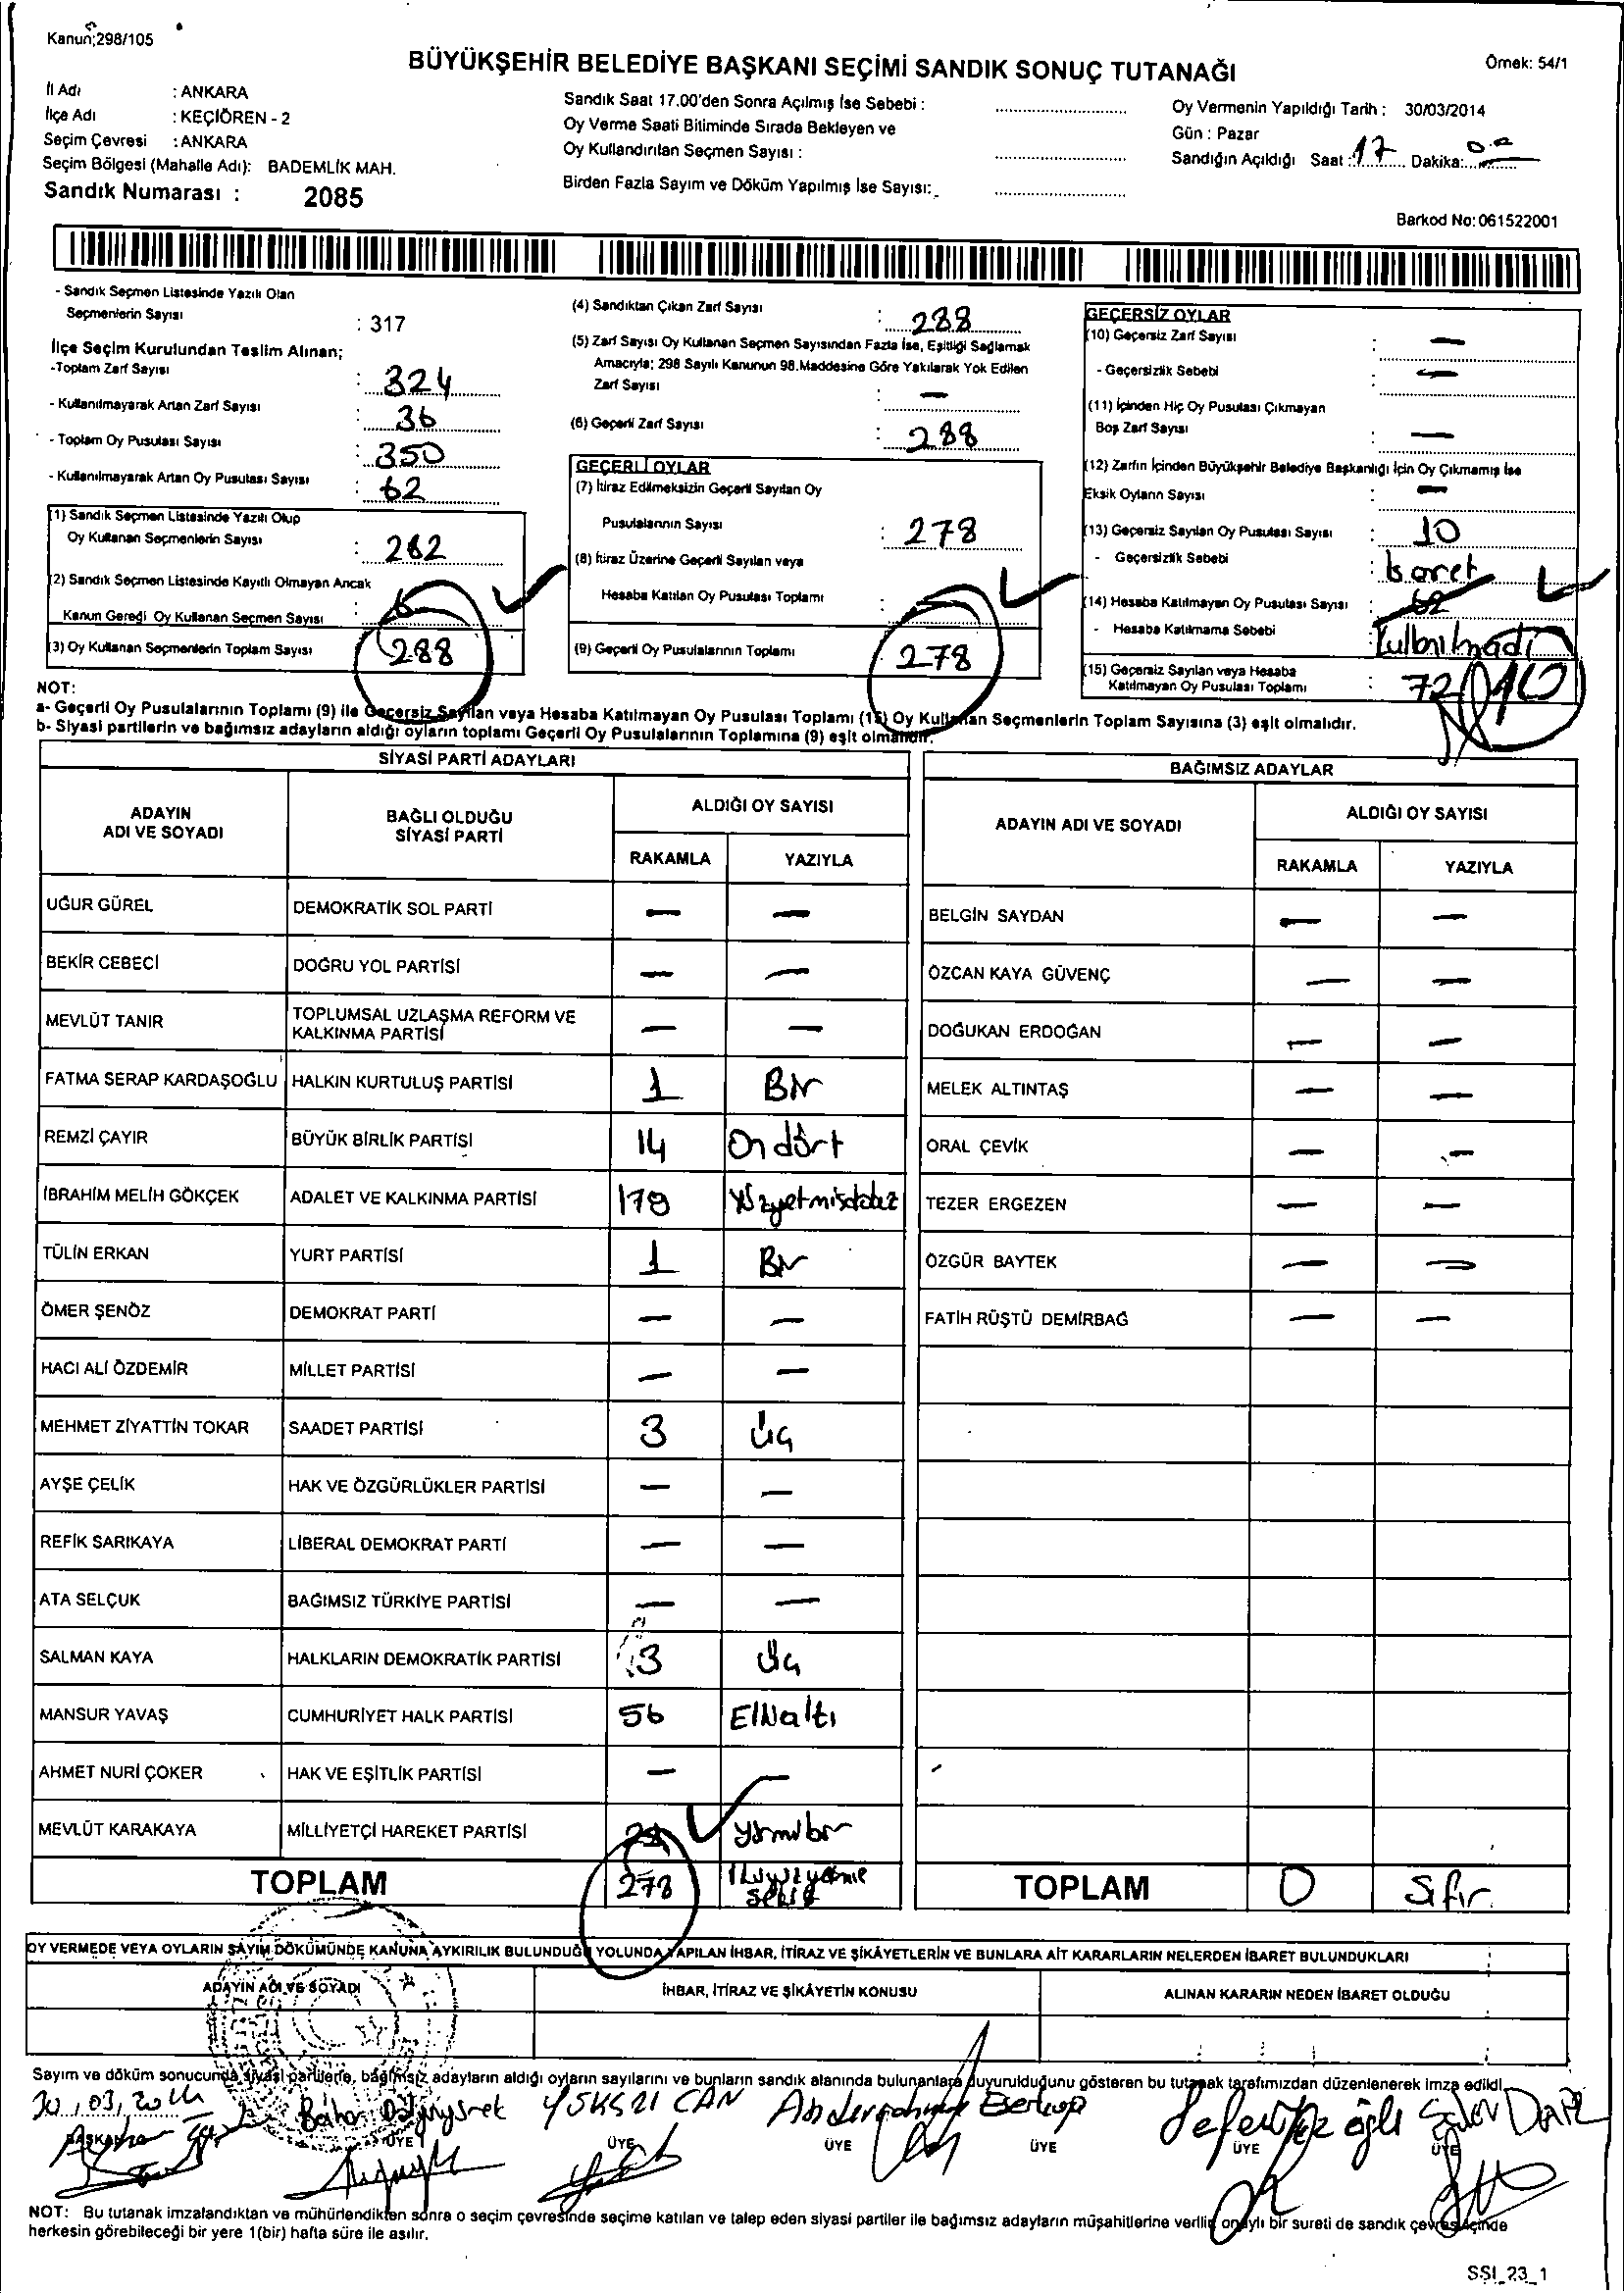 Kanun;298/105
BÜYÜKŞEHİR BELEDİYE BAŞKANI SEÇİMİ SANDIK SONUÇ TUTANAĞI
Örnek: 54/1
İl Adı : ANKARA
İlçe Adı : KEÇİÖREN - 2
Seçim Çevresi : ANKARA
Seçim Bölgesi (Mahalle Adı): BADEMLİK MAH.
Sandık Numarası : 2085
Sandık Saat 17.00'den Sonra Açılmış İse Sebebi :
Oy Verme Saati Bitiminde Sırada Bekleyen ve
Oy Kullandırılan Seçmen Sayısı :
Birden Fazla Sayım ve Döküm Yapılmış İse Sayısı:
Oy Vermenin Yapıldığı Tarih : 30/03/2014
Gün : Pazar
Sandığın Açıldığı Saat : 17 Dakika: 00
Barkod No: 061522001
- Sandık Seçmen Listesinde Yazılı Olan
Seçmenlerin Sayısı : 317
İlçe Seçim Kurulundan Teslim Alınan;
-Toplam Zarf Sayısı : 324
- Kullanılmayarak Artan Zarf Sayısı : 36
- Toplam Oy Pusulası Sayısı : 350
- Kullanılmayarak Artan Oy Pusulası Sayısı : 62
(1) Sandık Seçmen Listesinde Yazılı Olup
Oy Kullanan Seçmenlerin Sayısı : 282
(2) Sandık Seçmen Listesinde Kayıtlı Olmayan Ancak
Kanun Gereği Oy Kullanan Seçmen Sayısı : 6
(3) Oy Kullanan Seçmenlerin Toplam Sayısı : 288
(4) Sandıktan Çıkan Zarf Sayısı : 288
(5) Zarf Sayısı Oy Kullanan Seçmen Sayısından Fazla İse, Eşitliği Sağlamak
Amacıyla; 298 Sayılı Kanunun 98.Maddesine Göre Yakılarak Yok Edilen
Zarf Sayısı : —
(6) Geçerli Zarf Sayısı : 288
GEÇERLİ OYLAR
(7) İtiraz Edilmeksizin Geçerli Sayılan Oy
Pusulalarının Sayısı : 278
(8) İtiraz Üzerine Geçerli Sayılan veya
Hesaba Katılan Oy Pusulası Toplamı : —
(9) Geçerli Oy Pusulalarının Toplamı : 278
GEÇERSİZ OYLAR
(10) Geçersiz Zarf Sayısı : —
- Geçersizlik Sebebi : —
(11) İçinden Hiç Oy Pusulası Çıkmayan
Boş Zarf Sayısı : —
(12) Zarfın İçinden Büyükşehir Belediye Başkanlığı İçin Oy Çıkmamış İse
Eksik Oyların Sayısı : —
(13) Geçersiz Sayılan Oy Pusulası Sayısı : 10
- Geçersizlik Sebebi : İşaret
(14) Hesaba Katılmayan Oy Pusulası Sayısı : 62
- Hesaba Katılmama Sebebi : Kullanılmadı
(15) Geçersiz Sayılan veya Hesaba
Katılmayan Oy Pusulası Toplamı : 72 10
NOT:
a- Geçerli Oy Pusulalarının Toplamı (9) ile Geçersiz Sayılan veya Hesaba Katılmayan Oy Pusulası Toplamı (15) Oy Kullanan Seçmenlerin Toplam Sayısına (3) eşit olmalıdır.
b- Siyasi partilerin ve bağımsız adayların aldığı oyların toplamı Geçerli Oy Pusulalarının Toplamına (9) eşit olmalıdır.
SİYASİ PARTİ ADAYLARI
ADAYIN ADI VE SOYADI BAĞLI OLDUĞU SİYASİ PARTİ ALDIĞI OY SAYISI
RAKAMLA YAZIYLA
UĞUR GÜREL DEMOKRATİK SOL PARTİ — —
BEKİR CEBECİ DOĞRU YOL PARTİSİ — —
MEVLÜT TANIR TOPLUMSAL UZLAŞMA REFORM VE KALKINMA PARTİSİ — —
FATMA SERAP KARDAŞOĞLU HALKIN KURTULUŞ PARTİSİ 1 Bir
REMZİ ÇAYIR BÜYÜK BİRLİK PARTİSİ 14 Ondört
İBRAHİM MELİH GÖKÇEK ADALET VE KALKINMA PARTİSİ 179
TÜLİN ERKAN YURT PARTİSİ 1 Bir
ÖMER ŞENÖZ DEMOKRAT PARTİ — —
HACI ALİ ÖZDEMİR MİLLET PARTİSİ — —
MEHMET ZİYATTİN TOKAR SAADET PARTİSİ 3 Üç
AYŞE ÇELİK HAK VE ÖZGÜRLÜKLER PARTİSİ — —
REFİK SARIKAYA LİBERAL DEMOKRAT PARTİ — —
ATA SELÇUK BAĞIMSIZ TÜRKİYE PARTİSİ — —
SALMAN KAYA HALKLARIN DEMOKRATİK PARTİSİ 3 Üç
MANSUR YAVAŞ CUMHURİYET HALK PARTİSİ 56 Ellialtı
AHMET NURİ ÇOKER HAK VE EŞİTLİK PARTİSİ — —
MEVLÜT KARAKAYA MİLLİYETÇİ HAREKET PARTİSİ 21 yirmibir
TOPLAM 278
BAĞIMSIZ ADAYLAR
ADAYIN ADI VE SOYADI ALDIĞI OY SAYISI
RAKAMLA YAZIYLA
BELGİN SAYDAN — —
ÖZCAN KAYA GÜVENÇ — —
DOĞUKAN ERDOĞAN — —
MELEK ALTINTAŞ — —
ORAL ÇEVİK — —
TEZER ERGEZEN — —
ÖZGÜR BAYTEK — —
FATİH RÜŞTÜ DEMİRBAĞ — —
TOPLAM 0 Sıfır
OY VERMEDE VEYA OYLARIN SAYIM DÖKÜMÜNDE KANUNA AYKIRILIK BULUNDUĞU YOLUNDA YAPILAN İHBAR, İTİRAZ VE ŞİKÂYETLERİN VE BUNLARA AİT KARARLARIN NELERDEN İBARET BULUNDUKLARI
ADAYIN ADI VE SOYADI İHBAR, İTİRAZ VE ŞİKÂYETİN KONUSU ALINAN KARARIN NEDEN İBARET OLDUĞU
Sayım ve döküm sonucunda siyasi partilerin, bağımsız adayların aldığı oyların sayılarını ve bunların sandık alanında bulunanlara duyurulduğunu gösteren bu tutanak tarafımızdan düzenlenerek imza edildi.
30,03,2014
BAŞKAN ÜYE ÜYE ÜYE ÜYE ÜYE ÜYE
NOT: Bu tutanak imzalandıktan ve mühürlendikten sonra o seçim çevresinde seçime katılan ve talep eden siyasi partiler ile bağımsız adayların müşahitlerine verilir, onaylı bir sureti de sandık çevresi içinde
herkesin görebileceği bir yere 1(bir) hafta süre ile asılır.
SSI_23_1